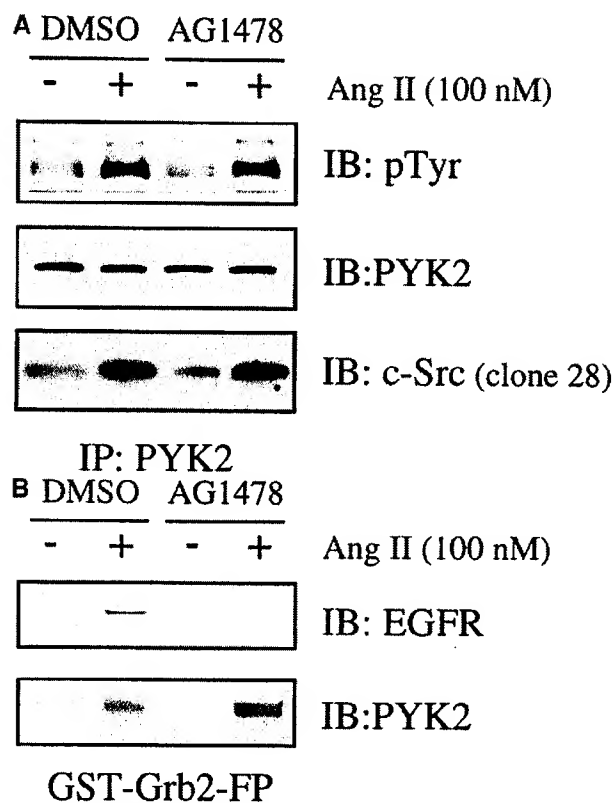 A DMSO AG1478
- + - + Ang II (100 nM)
IB: pTyr
IB:PYK2
IB: c-Src (clone 28)
IP: PYK2
B DMSO AG1478
- + - + Ang II (100 nM)
IB: EGFR
IB:PYK2
GST-Grb2-FP